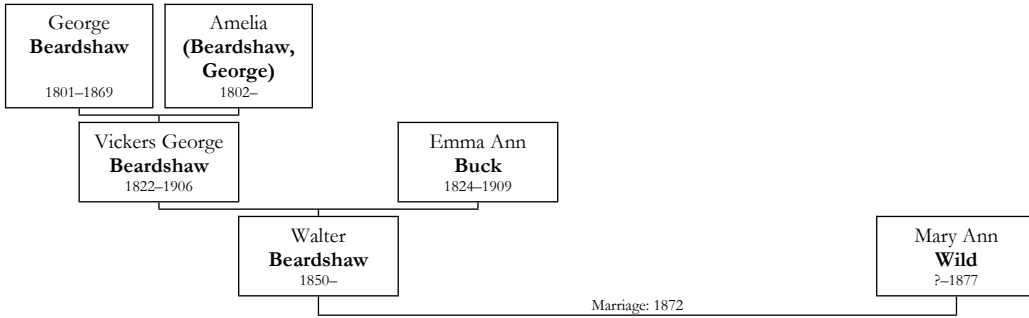 George
Beardshaw
1801–1869
Amelia
(Beardshaw,
George)
1802–
Vickers George
Beardshaw
1822–1906
Emma Ann
Buck
1824–1909
Walter
Beardshaw
1850–
Mary Ann
Wild
?–1877
Marriage: 1872